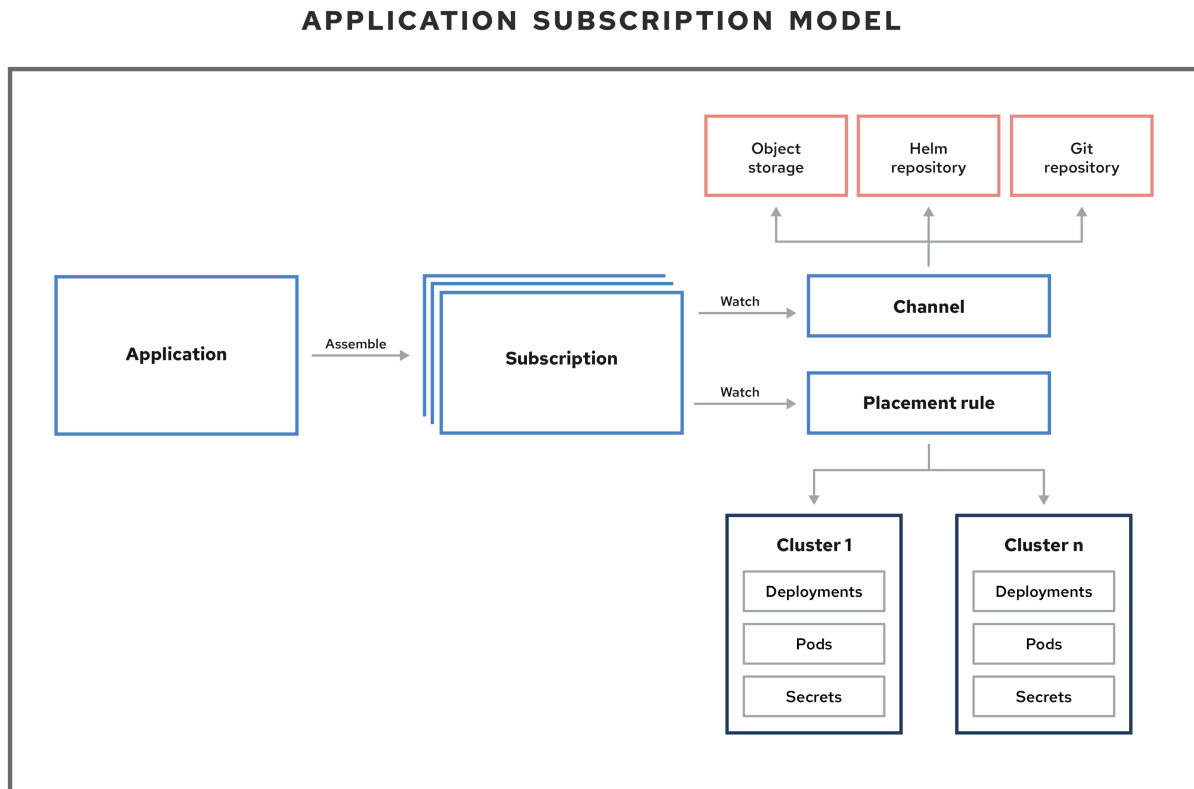 APPLICATION SUBSCRIPTION MODEL
Object
storage
Helm
repository
Git
repository
Application
Assemble
Subscription
Watch
Channel
Watch
Placement rule
Cluster 1
Deployments
Pods
Secrets
Cluster n
Deployments
Pods
Secrets